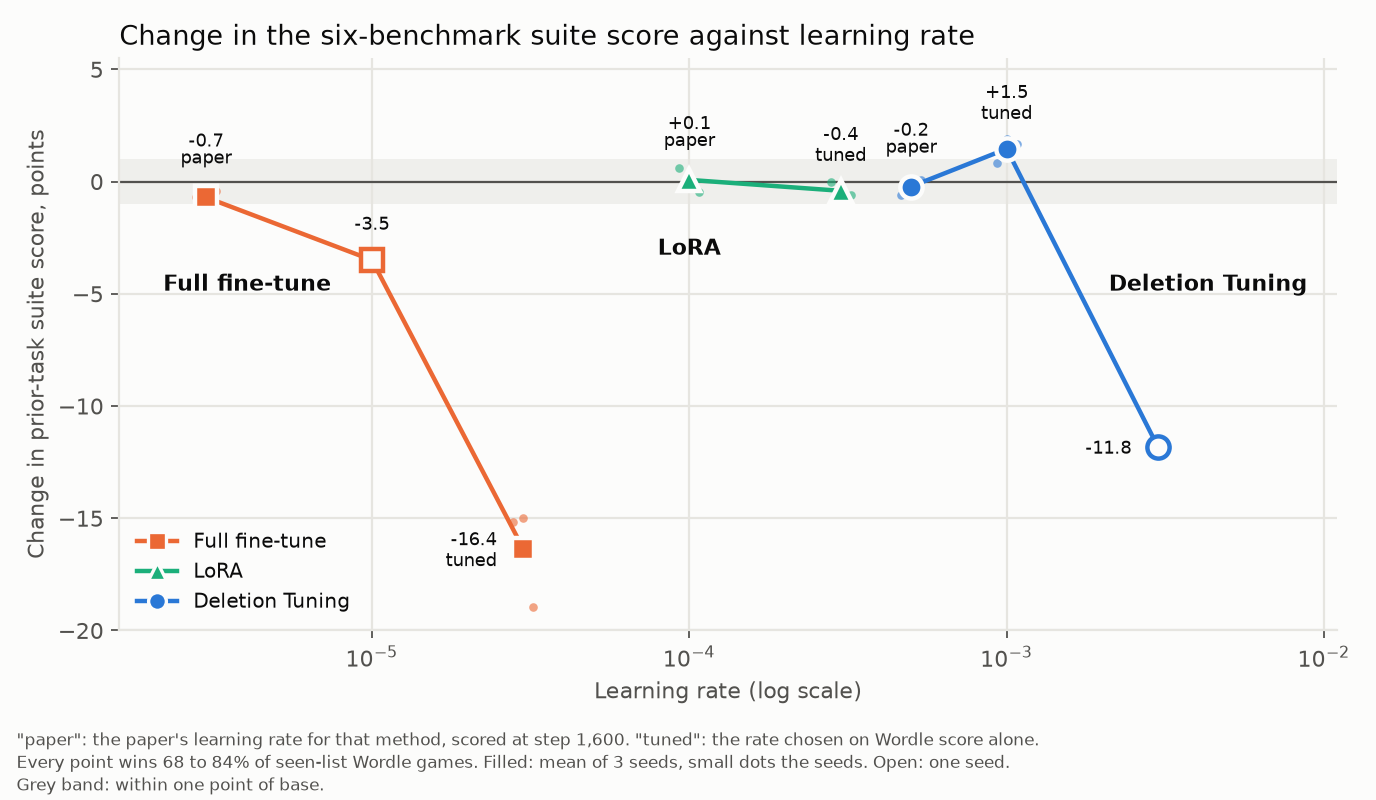 Change in the six-benchmark suite score against learning rate
Change in prior-task suite score, points
5
0
−5
−10
−15
−20
-0.7
paper
-3.5
-16.4
tuned
Full fine-tune
+0.1
paper
-0.4
tuned
LoRA
-0.2
paper
+1.5
tuned
-11.8
Deletion Tuning
Full fine-tune
LoRA
Deletion Tuning
10⁻⁵
10⁻⁴
10⁻³
10⁻²
Learning rate (log scale)
"paper": the paper's learning rate for that method, scored at step 1,600. "tuned": the rate chosen on Wordle score alone.
Every point wins 68 to 84% of seen-list Wordle games. Filled: mean of 3 seeds, small dots the seeds. Open: one seed.
Grey band: within one point of base.